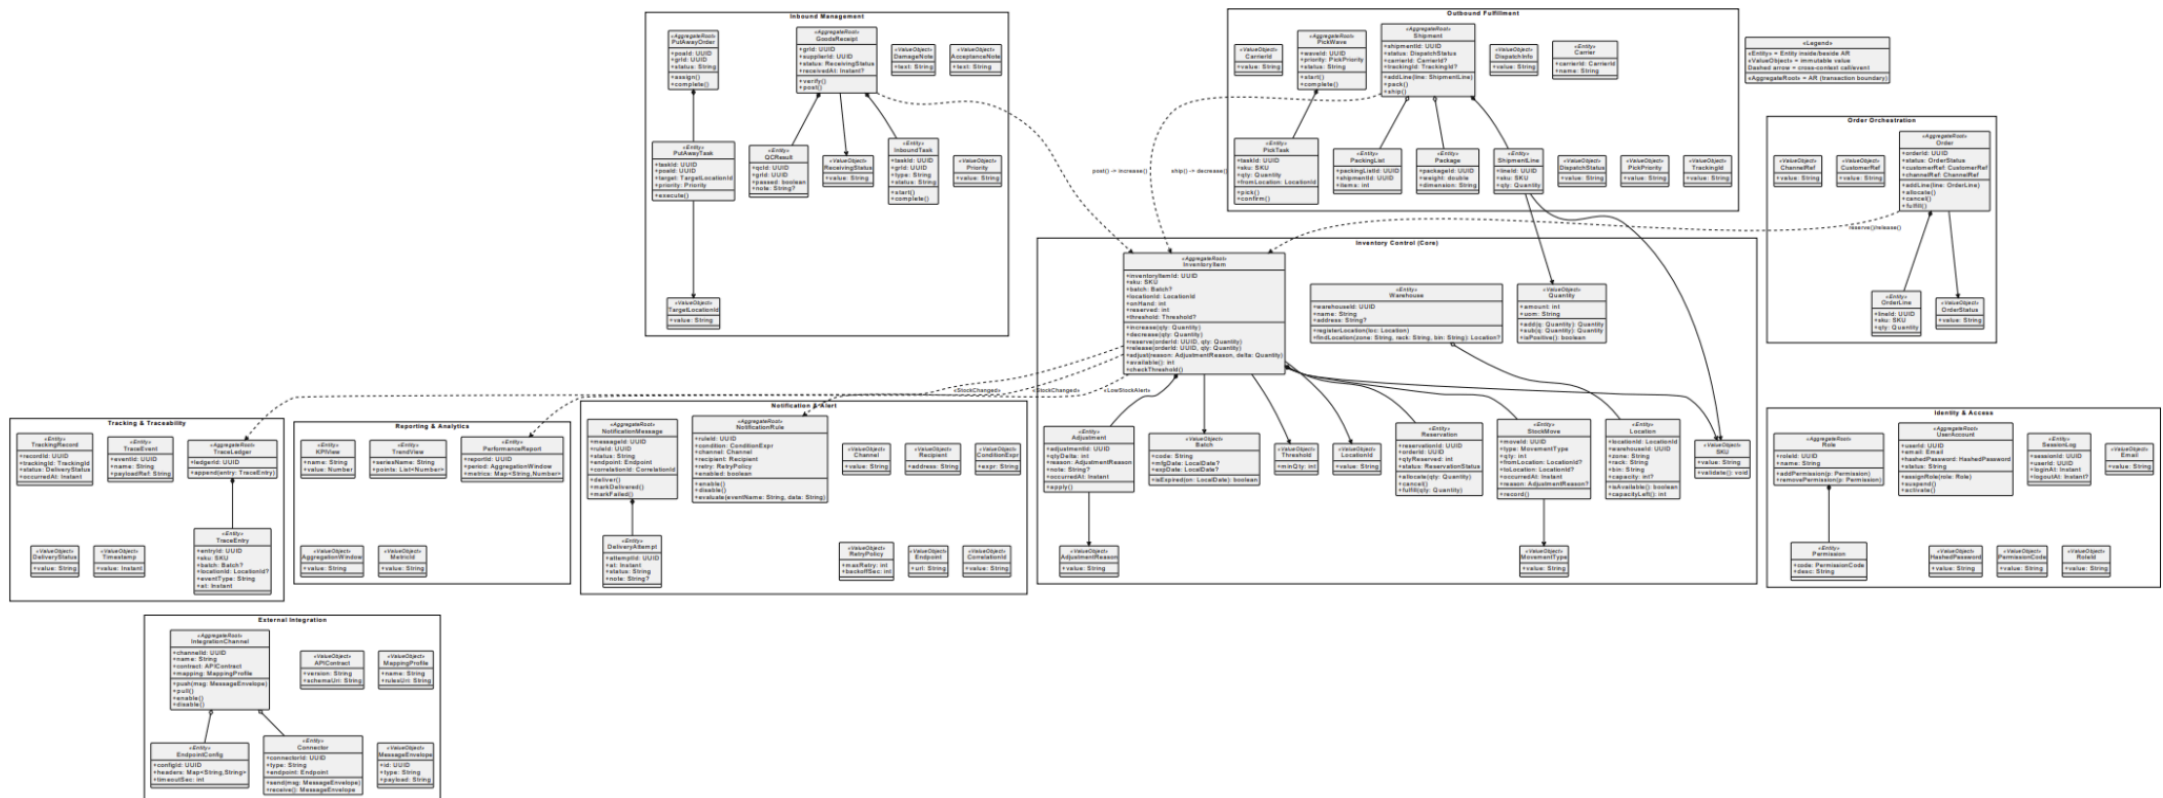 Inbound Management
«AggregateRoot»
PutAwayOrder
+poaId: UUID
+grId: UUID
+status: String
+assign()
+complete()
«AggregateRoot»
GoodsReceipt
+grId: UUID
+supplierId: UUID
+status: ReceivingStatus
+receivedAt: Instant?
+verify()
+post()
«ValueObject»
DamageNote
+text: String
«ValueObject»
AcceptanceNote
+text: String
«Entity»
PutAwayTask
+taskId: UUID
+poaId: UUID
+target: TargetLocationId
+priority: Priority
+execute()
«Entity»
QCResult
+qcId: UUID
+grId: UUID
+passed: boolean
+note: String?
«ValueObject»
ReceivingStatus
+value: String
«Entity»
InboundTask
+taskId: UUID
+grId: UUID
+type: String
+status: String
+start()
+complete()
«ValueObject»
Priority
+value: String
«ValueObject»
TargetLocationId
+value: String
post() -> increase()
ship() -> decrease()
Outbound Fulfillment
«ValueObject»
CarrierId
+value: String
«AggregateRoot»
PickWave
+waveId: UUID
+priority: PickPriority
+status: String
+start()
+complete()
«AggregateRoot»
Shipment
+shipmentId: UUID
+status: DispatchStatus
+carrierId: CarrierId?
+trackingId: TrackingId?
+addLine(line: ShipmentLine)
+pack()
+ship()
«ValueObject»
DispatchInfo
+value: String
«Entity»
Carrier
+carrierId: CarrierId
+name: String
«Entity»
PickTask
+taskId: UUID
+sku: SKU
+qty: Quantity
+fromLocation: LocationId
+pick()
+confirm()
«Entity»
PackingList
+packingListId: UUID
+shipmentId: UUID
+items: int
«Entity»
Package
+packageId: UUID
+weight: double
+dimension: String
«Entity»
ShipmentLine
+lineId: UUID
+sku: SKU
+qty: Quantity
«ValueObject»
DispatchStatus
+value: String
«ValueObject»
PickPriority
+value: String
«ValueObject»
TrackingId
+value: String
«Legend»
«Entity» = Entity inside/beside AR
«ValueObject» = immutable value
Dashed arrow = cross-context call/event
«AggregateRoot» = AR (transaction boundary)
Order Orchestration
«ValueObject»
ChannelRef
+value: String
«ValueObject»
CustomerRef
+value: String
«AggregateRoot»
Order
+orderId: UUID
+status: OrderStatus
+customerRef: CustomerRef
+channelRef: ChannelRef
+addLine(line: OrderLine)
+allocate()
+cancel()
+fulfill()
reserve()/release()
«Entity»
OrderLine
+lineId: UUID
+sku: SKU
+qty: Quantity
«ValueObject»
OrderStatus
+value: String
Inventory Control (Core)
«AggregateRoot»
InventoryItem
+inventoryItemId: UUID
+sku: SKU
+batch: Batch?
+locationId: LocationId
+onHand: int
+reserved: int
+threshold: Threshold?
+increase(qty: Quantity)
+decrease(qty: Quantity)
+reserve(orderId: UUID, qty: Quantity)
+release(orderId: UUID, qty: Quantity)
+adjust(reason: AdjustmentReason, delta: Quantity)
+available(): int
+checkThreshold()
«Entity»
Warehouse
+warehouseId: UUID
+name: String
+address: String?
+registerLocation(loc: Location)
+findLocation(zone: String, rack: String, bin: String): Location?
«ValueObject»
Quantity
+amount: int
+uom: String
+add(q: Quantity): Quantity
+sub(q: Quantity): Quantity
+isPositive(): boolean
«StockChanged»
«StockChanged»
«LowStockAlert»
«Entity»
Adjustment
+adjustmentId: UUID
+qtyDelta: int
+reason: AdjustmentReason
+note: String?
+occurredAt: Instant
+apply()
«ValueObject»
Batch
+code: String
+mfgDate: LocalDate?
+expDate: LocalDate?
+isExpired(on: LocalDate): boolean
«ValueObject»
Threshold
+minQty: int
«ValueObject»
LocationId
+value: String
«Entity»
Reservation
+reservationId: UUID
+orderId: UUID
+qtyReserved: int
+status: ReservationStatus
+allocate(qty: Quantity)
+cancel()
+fulfill(qty: Quantity)
«Entity»
StockMove
+moveId: UUID
+type: MovementType
+qty: int
+fromLocation: LocationId?
+toLocation: LocationId?
+occurredAt: Instant
+reason: AdjustmentReason?
+record()
«Entity»
Location
+locationId: LocationId
+warehouseId: UUID
+zone: String
+rack: String
+bin: String
+capacity: int?
+isAvailable(): boolean
+capacityLeft(): int
«ValueObject»
SKU
+value: String
+validate(): void
«ValueObject»
AdjustmentReason
+value: String
«ValueObject»
MovementType
+value: String
Tracking & Traceability
«Entity»
TrackingRecord
+recordId: UUID
+trackingId: TrackingId
+status: DeliveryStatus
+occurredAt: Instant
«Entity»
TraceEvent
+eventId: UUID
+name: String
+payloadRef: String
«AggregateRoot»
TraceLedger
+ledgerId: UUID
+append(entry: TraceEntry)
«ValueObject»
DeliveryStatus
+value: String
«ValueObject»
Timestamp
+value: Instant
«Entity»
TraceEntry
+entryId: UUID
+sku: SKU
+batch: Batch?
+locationId: LocationId?
+eventType: String
+at: Instant
Reporting & Analytics
«Entity»
KPIView
+name: String
+value: Number
«Entity»
TrendView
+seriesName: String
+points: List<Number>
«Entity»
PerformanceReport
+reportId: UUID
+period: AggregationWindow
+metrics: Map<String,Number>
«ValueObject»
AggregationWindow
+value: String
«ValueObject»
MetricId
+value: String
Notification & Alert
«AggregateRoot»
NotificationMessage
+messageId: UUID
+ruleId: UUID
+status: String
+endpoint: Endpoint
+correlationId: CorrelationId
+deliver()
+markDelivered()
+markFailed()
«AggregateRoot»
NotificationRule
+ruleId: UUID
+condition: ConditionExpr
+channel: Channel
+recipient: Recipient
+retry: RetryPolicy
+enabled: boolean
+enable()
+disable()
+evaluate(eventName: String, data: String)
«ValueObject»
Channel
+value: String
«ValueObject»
Recipient
+address: String
«ValueObject»
ConditionExpr
+expr: String
«Entity»
DeliveryAttempt
+attemptId: UUID
+at: Instant
+status: String
+note: String?
«ValueObject»
RetryPolicy
+maxRetry: int
+backoffSec: int
«ValueObject»
Endpoint
+url: String
«ValueObject»
CorrelationId
+value: String
Identity & Access
«AggregateRoot»
Role
+roleId: UUID
+name: String
+addPermission(p: Permission)
+removePermission(p: Permission)
«AggregateRoot»
UserAccount
+userId: UUID
+email: Email
+hashedPassword: HashedPassword
+status: String
+assignRole(role: Role)
+suspend()
+activate()
«Entity»
SessionLog
+sessionId: UUID
+userId: UUID
+loginAt: Instant
+logoutAt: Instant?
«ValueObject»
Email
+value: String
«Entity»
Permission
+code: PermissionCode
+desc: String
«ValueObject»
HashedPassword
+value: String
«ValueObject»
PermissionCode
+value: String
«ValueObject»
RoleId
+value: String
External Integration
«AggregateRoot»
IntegrationChannel
+channelId: UUID
+name: String
+contract: APIContract
+mapping: MappingProfile
+push(msg: MessageEnvelope)
+pull()
+enable()
+disable()
«ValueObject»
APIContract
+version: String
+schemaUri: String
«ValueObject»
MappingProfile
+name: String
+rulesUri: String
«Entity»
EndpointConfig
+configId: UUID
+headers: Map<String,String>
+timeoutSec: int
«Entity»
Connector
+connectorId: UUID
+type: String
+endpoint: Endpoint
+send(msg: MessageEnvelope)
+receive(): MessageEnvelope
«ValueObject»
MessageEnvelope
+id: UUID
+type: String
+payload: String